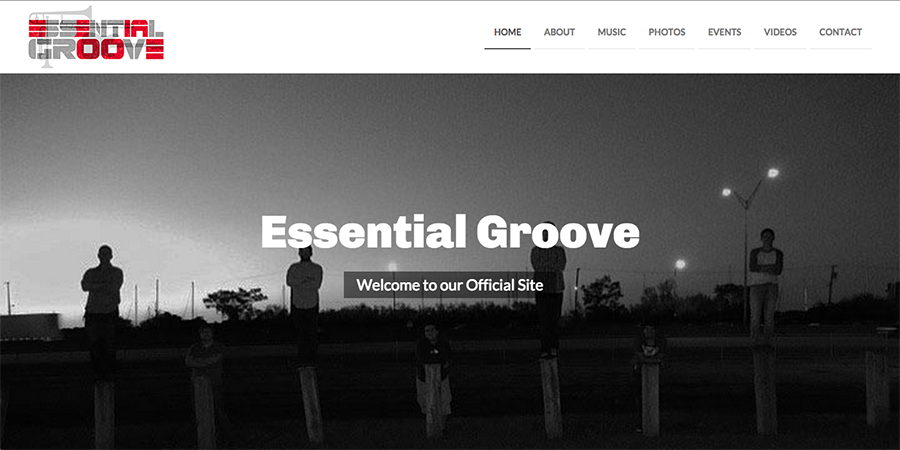 ESSENTIAL
GROOVE
HOME ABOUT MUSIC PHOTOS EVENTS VIDEOS CONTACT
Essential Groove
Welcome to our Official Site